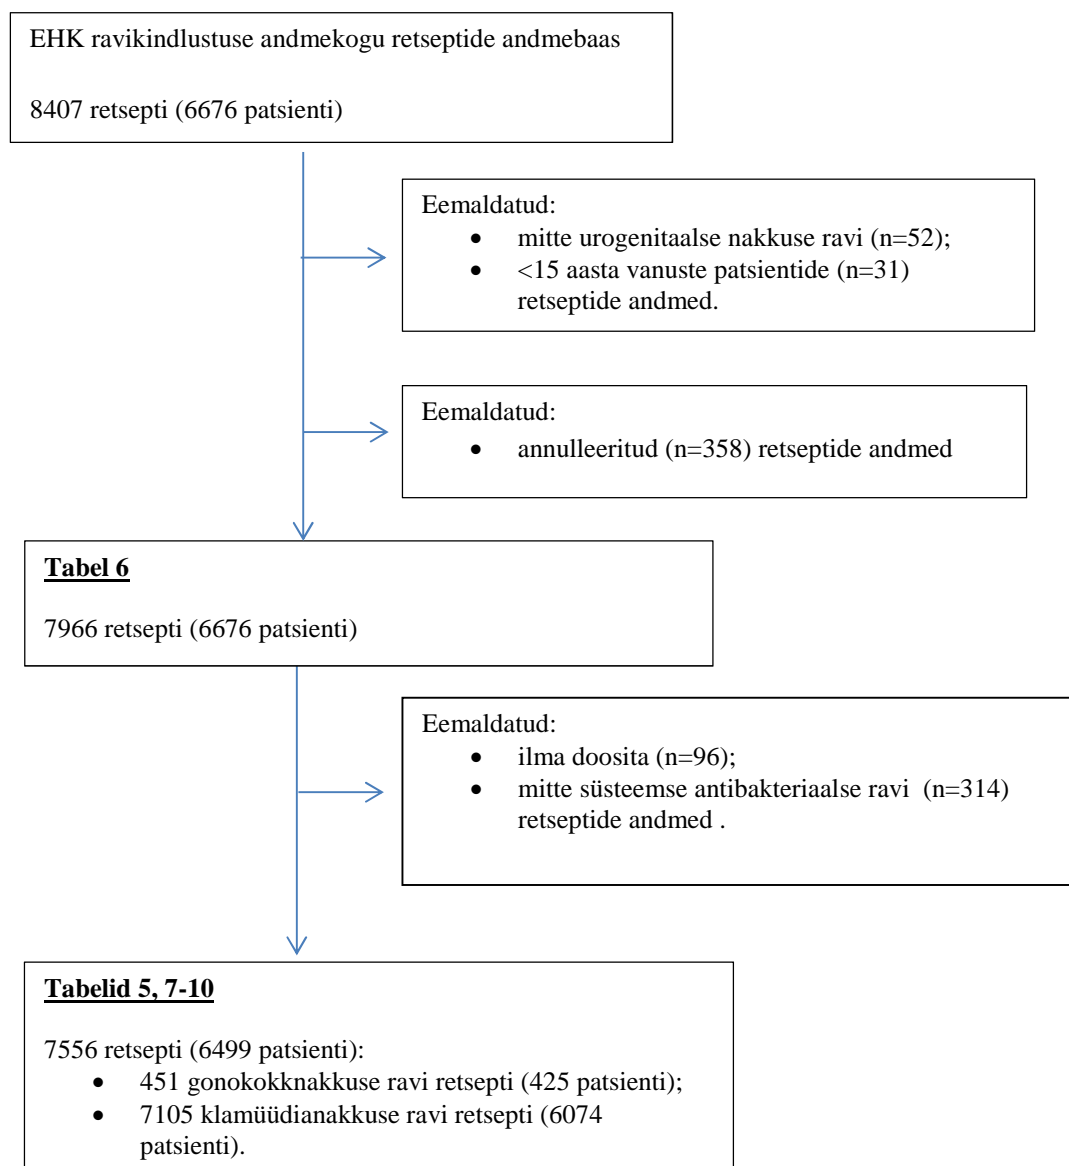 EHK ravikindlustuse andmekogu retseptide andmebaas
8407 retsepti (6676 patsienti)
Eemaldatud:
• mitte urogenitaalse nakkuse ravi (n=52);
• <15 aasta vanuste patsientide (n=31)
retseptide andmed.
Eemaldatud:
• annulleeritud (n=358) retseptide andmed
Tabel 6
7966 retsepti (6676 patsienti)
Eemaldatud:
• ilma doosita (n=96);
• mitte süsteemse antibakteriaalse ravi (n=314)
retseptide andmed .
Tabelid 5, 7-10
7556 retsepti (6499 patsienti):
• 451 gonokokknakkuse ravi retsepti (425 patsienti);
• 7105 klamüüdianakkuse ravi retsepti (6074
patsienti).